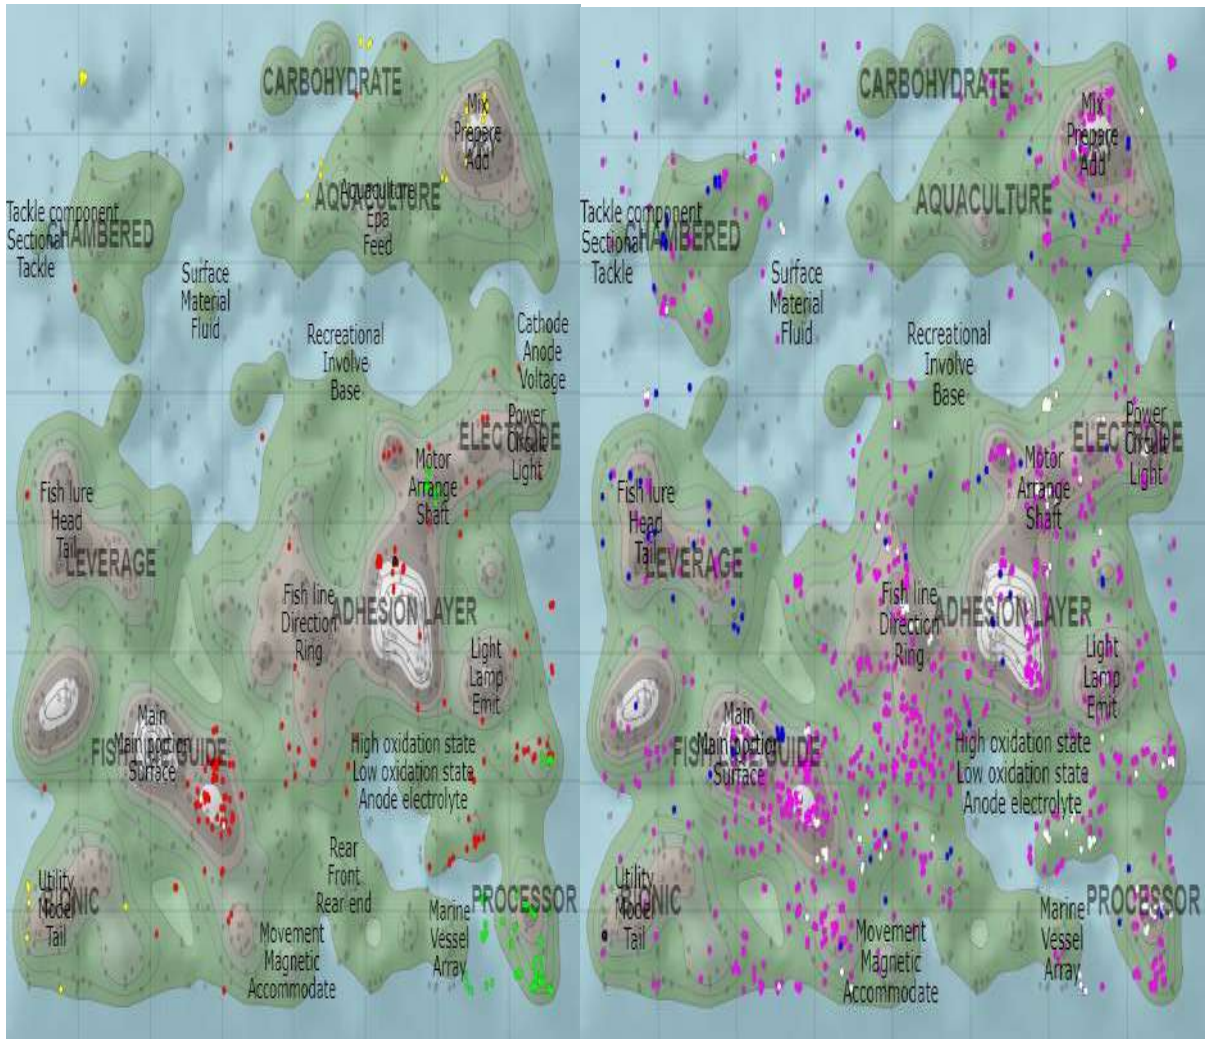 CARBOHYDRATE
Mix
Prepare
Add
Aquaculture
AQUACULTURE
Epa
Feed
Tackle component
Sectional
CHAMBERED
Tackle
Surface
Material
Fluid
Recreational
Involve
Base
Cathode
Anode
Voltage
Power
ELECTRODE
Circuit
Light
Motor
Arrange
Shaft
Fish lure
Head
Tail
LEVERAGE
Fish line
Direction
Ring
ADHESION LAYER
Light
Lamp
Emit
Main
Main portion
FISHING GUIDE
Surface
High oxidation state
Low oxidation state
Anode electrolyte
Rear
Front
Rear end
Utility
Model
Tail
BIONIC
Movement
Magnetic
Accommodate
Marine
Vessel
Array
PROCESSOR
CARBOHYDRATE
Mix
Prepare
Add
AQUACULTURE
Tackle component
Sectional
CHAMBERED
Tackle
Surface
Material
Fluid
Recreational
Involve
Base
Power
ELECTRODE
Circuit
Light
Motor
Arrange
Shaft
Fish lure
Head
Tail
LEVERAGE
Fish line
Direction
Ring
ADHESION LAYER
Light
Lamp
Emit
Main
Main portion
FISHING GUIDE
Surface
High oxidation state
Low oxidation state
Anode electrolyte
Utility
Model
Tail
BIONIC
Movement
Magnetic
Accommodate
Marine
Vessel
Array
PROCESSOR